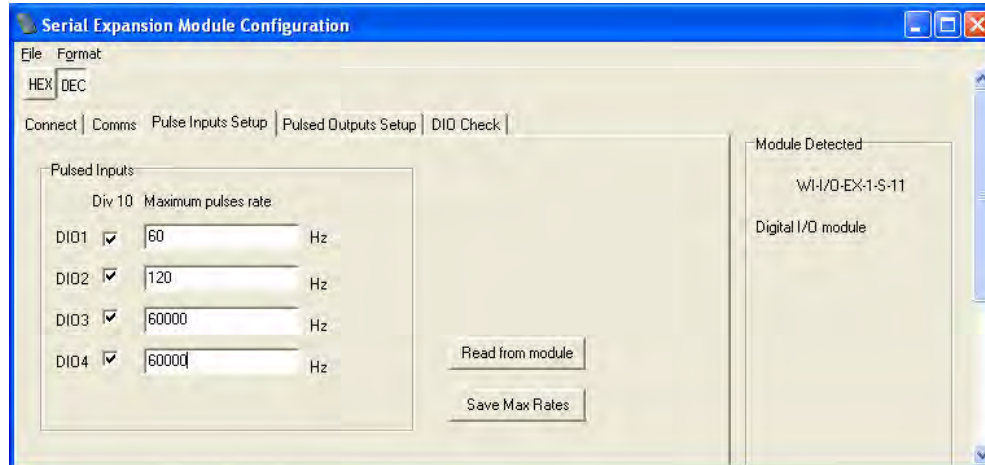 Serial Expansion Module Configuration
File Format
HEX DEC
Connect Comms Pulse Inputs Setup Pulsed Outputs Setup DIO Check
Pulsed Inputs
Div 10 Maximum pulses rate
DIO1 60 Hz
DIO2 120 Hz
DIO3 60000 Hz
DIO4 60000 Hz
Read from module
Save Max Rates
Module Detected
WI-I/O-EX-1-S-11
Digital I/O module